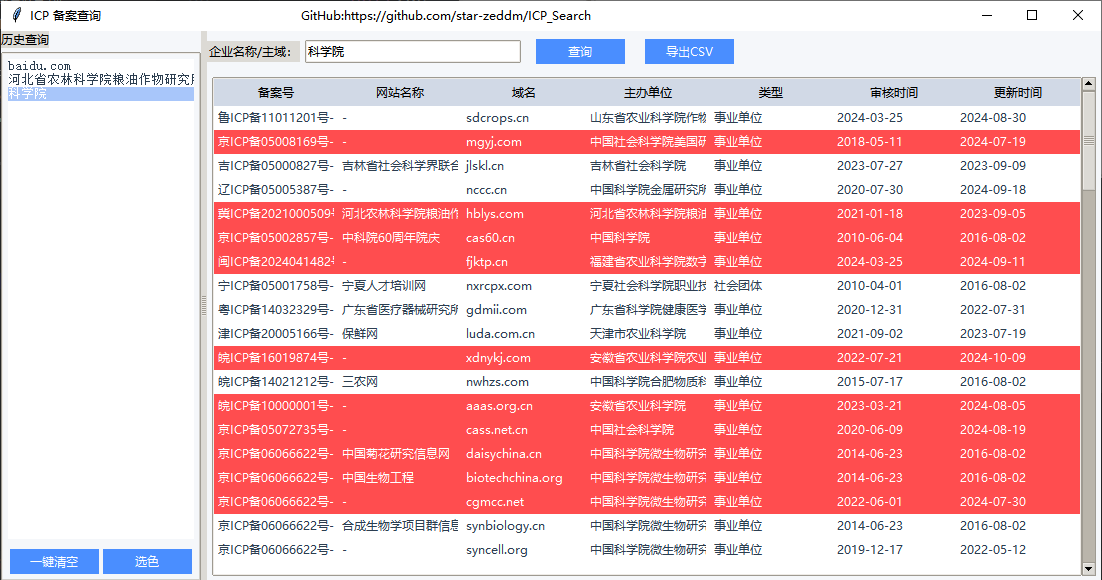 ICP 备案查询 GitHub:https://github.com/star-zeddm/ICP_Search
历史查询
baidu.com
河北省农林科学院粮油作物研究
科学院
一键清空 选色
企业名称/主域: 科学院 查询 导出CSV
备案号 网站名称 域名 主办单位 类型 审核时间 更新时间
鲁ICP备11011201号- - sdcrops.cn 山东省农业科学院作物 事业单位 2024-03-25 2024-08-30
京ICP备05008169号- - mgyj.com 中国社会科学院美国研 事业单位 2018-05-11 2024-07-19
吉ICP备05000827号- 吉林省社会科学界联合 jlskl.cn 吉林省社会科学院 事业单位 2023-07-27 2023-09-09
辽ICP备05005387号- - nccc.cn 中国科学院金属研究所 事业单位 2020-07-30 2024-09-18
冀ICP备2021000509 河北农林科学院粮油作 hblys.com 河北省农林科学院粮油 事业单位 2021-01-18 2023-09-05
京ICP备05002857号- 中科院60周年院庆 cas60.cn 中国科学院 事业单位 2010-06-04 2016-08-02
闽ICP备2024041482 - fjktp.cn 福建省农业科学院数字 事业单位 2024-03-25 2024-09-11
宁ICP备05001758号- 宁夏人才培训网 nxrcpx.com 宁夏社会科学院职业技 社会团体 2010-04-01 2016-08-02
粤ICP备14032329号- 广东省医疗器械研究所 gdmii.com 广东省科学院健康医学 事业单位 2020-12-31 2022-07-31
津ICP备20005166号- 保鲜网 luda.com.cn 天津市农业科学院 事业单位 2021-09-02 2023-07-19
皖ICP备16019874号- - xdnykj.com 安徽省农业科学院农业 事业单位 2022-07-21 2024-10-09
皖ICP备14021212号- 三农网 nwhzs.com 中国科学院合肥物质科 事业单位 2015-07-17 2016-08-02
皖ICP备10000001号- - aaas.org.cn 安徽省农业科学院 事业单位 2023-03-21 2024-08-05
京ICP备05072735号- - cass.net.cn 中国社会科学院 事业单位 2020-06-09 2024-08-19
京ICP备06066622号- 中国菊花研究信息网 daisychina.cn 中国科学院微生物研究 事业单位 2014-06-23 2016-08-02
京ICP备06066622号- 中国生物工程 biotechchina.org 中国科学院微生物研究 事业单位 2014-06-23 2016-08-02
京ICP备06066622号- - cgmcc.net 中国科学院微生物研究 事业单位 2022-06-01 2024-07-30
京ICP备06066622号- 合成生物学项目群信息 synbiology.cn 中国科学院微生物研究 事业单位 2014-06-23 2016-08-02
京ICP备06066622号- - syncell.org 中国科学院微生物研究 事业单位 2019-12-17 2022-05-12